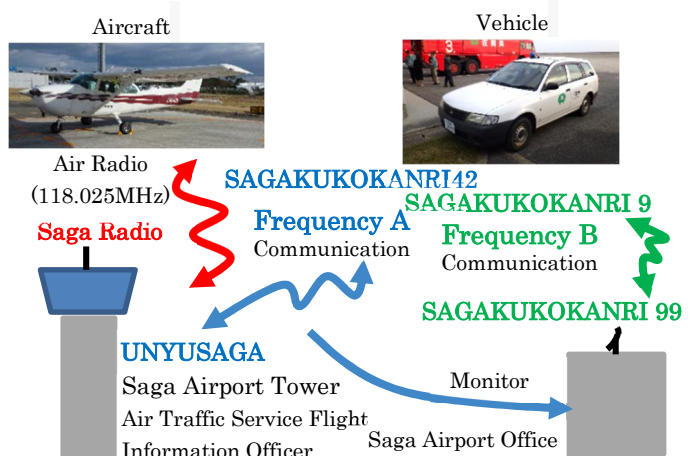 Aircraft
Vehicle
Air Radio
(118.025MHz)
Saga Radio
SAGAKUKOKANRI42
Frequency A
Communication
SAGAKUKOKANRI 9
Frequency B
Communication
SAGAKUKOKANRI 99
UNYUSAGA
Saga Airport Tower
Air Traffic Service Flight
Information Officer
Monitor
Saga Airport Office